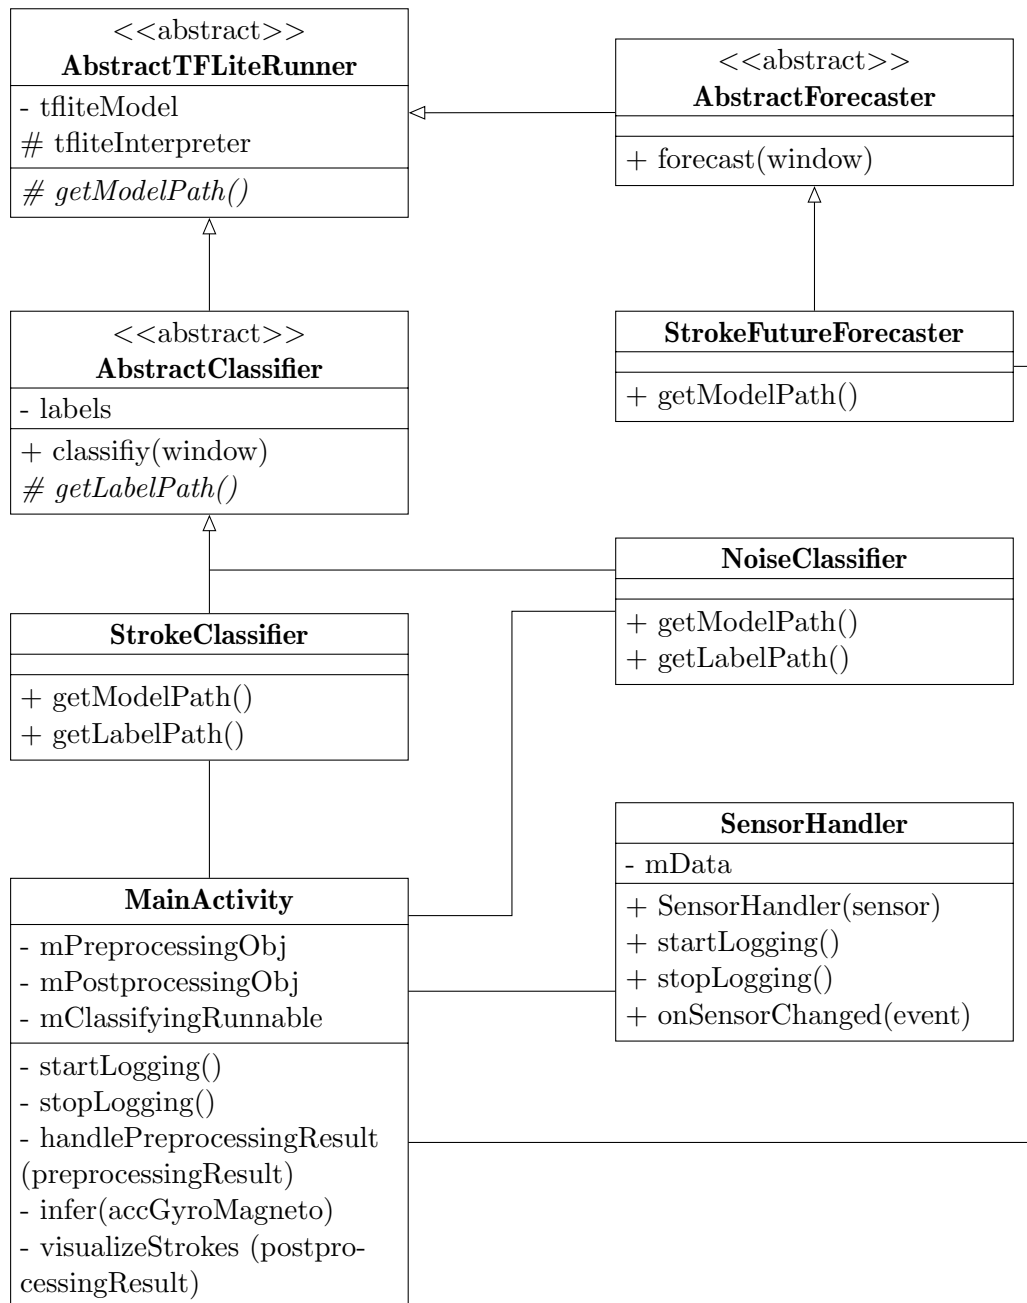 <<abstract>>
AbstractTFLiteRunner
- tfliteModel
# tfliteInterpreter
# getModelPath()
<<abstract>>
AbstractForecaster
+ forecast(window)
<<abstract>>
AbstractClassifier
- labels
+ classifiy(window)
# getLabelPath()
StrokeFutureForecaster
+ getModelPath()
NoiseClassifier
+ getModelPath()
+ getLabelPath()
StrokeClassifier
+ getModelPath()
+ getLabelPath()
SensorHandler
- mData
+ SensorHandler(sensor)
+ startLogging()
+ stopLogging()
+ onSensorChanged(event)
MainActivity
- mPreprocessingObj
- mPostprocessingObj
- mClassifyingRunnable
- startLogging()
- stopLogging()
- handlePreprocessingResult
(preprocessingResult)
- infer(accGyroMagneto)
- visualizeStrokes (postpro-
cessingResult)